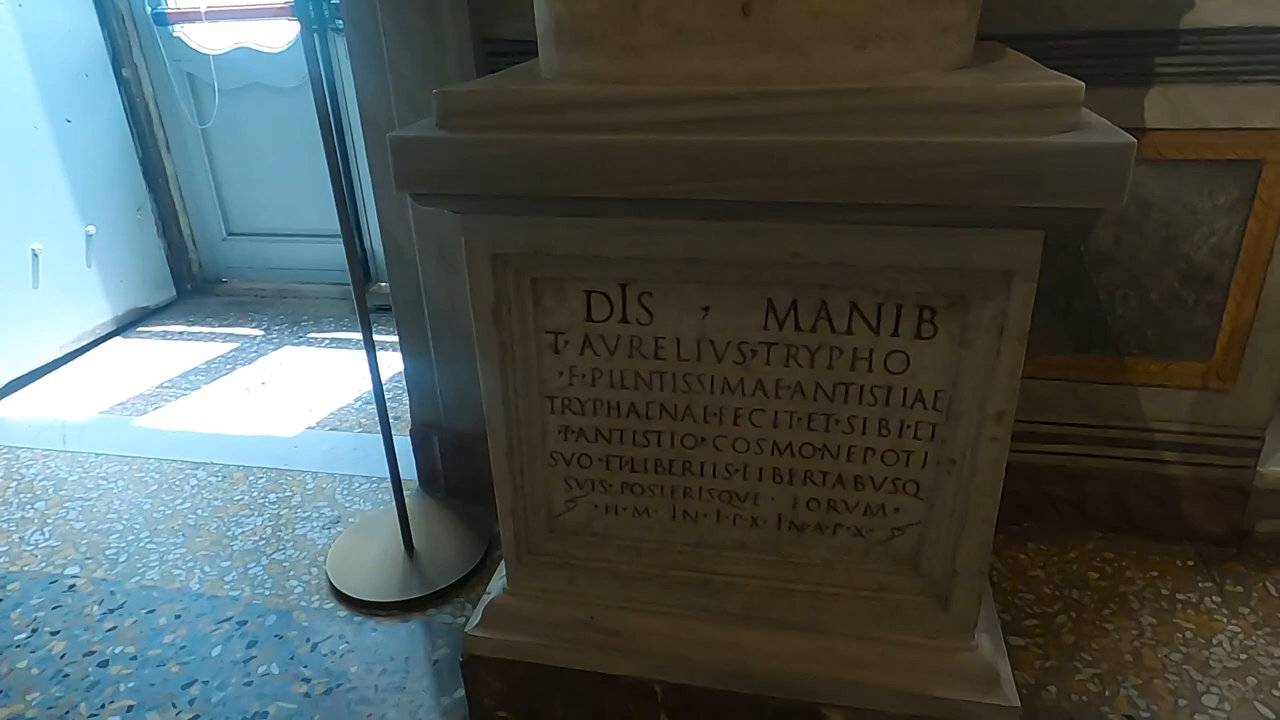 DIS , MANIB
T· AVRELIVS,TRYPHO
·F·PIENTISSIMAE·ANTISTIAE
TRYPHAENAE·FECIT·ET·SIBI·ET
·T·ANTISTIO·COSMO·NEPOTI
SVO·ET·LIBERTIS·LIBERTABVSQ
SVIS·POSTERISQVE· IORVM·
·H·M· IN·F·P·X· IN·A·P·X·